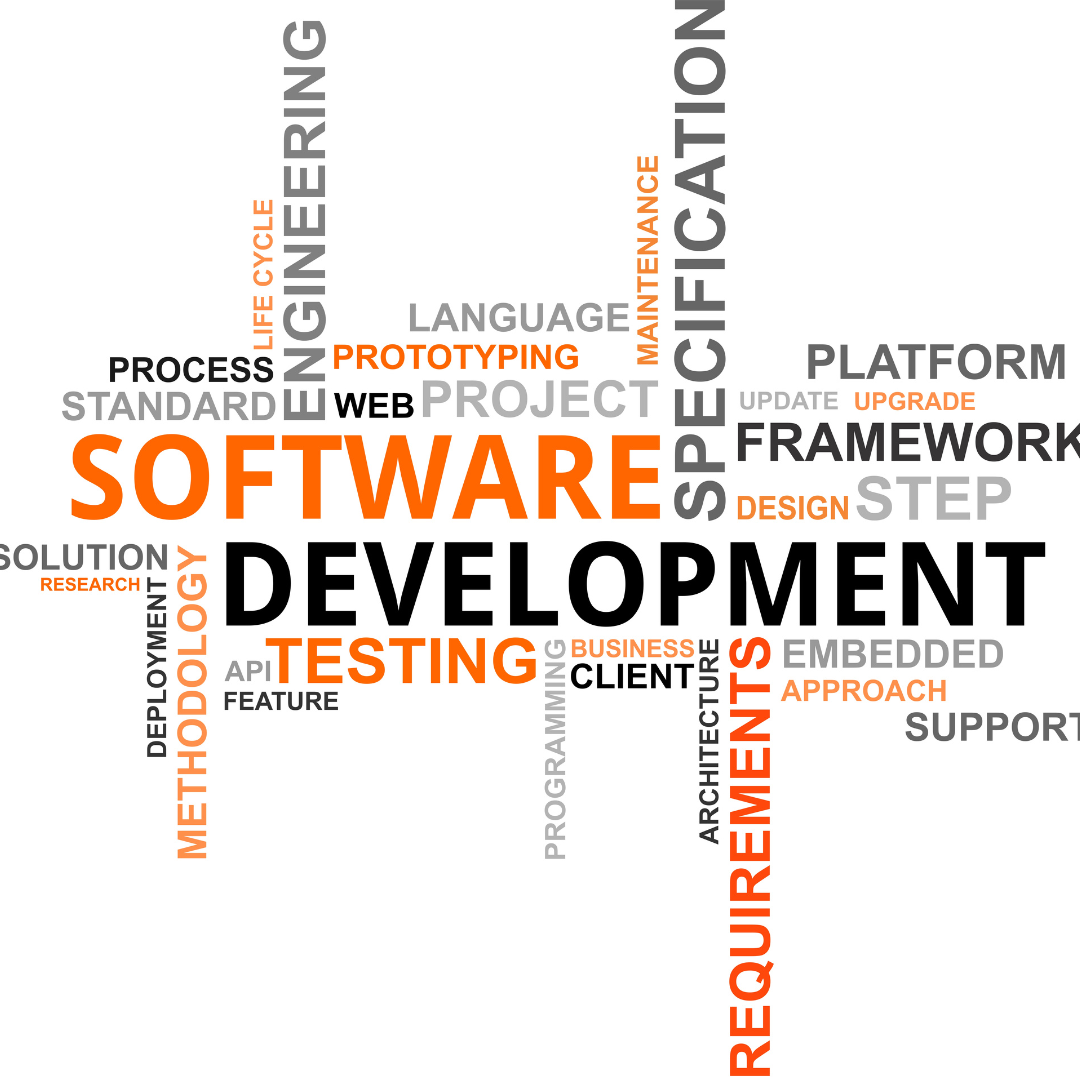 ENGINEERING
SPECIFICATION
LIFE CYCLE
MAINTENANCE
LANGUAGE
PROTOTYPING
PROCESS
PLATFORM
STANDARD
WEB
PROJECT
UPDATE
UPGRADE
FRAMEWORK
SOFTWARE
DESIGN
STEP
SOLUTION
RESEARCH
DEVELOPMENT
DEPLOYMENT
METHODOLOGY
API
TESTING
FEATURE
PROGRAMMING
BUSINESS
CLIENT
ARCHITECTURE
REQUIREMENTS
EMBEDDED
APPROACH
SUPPORT